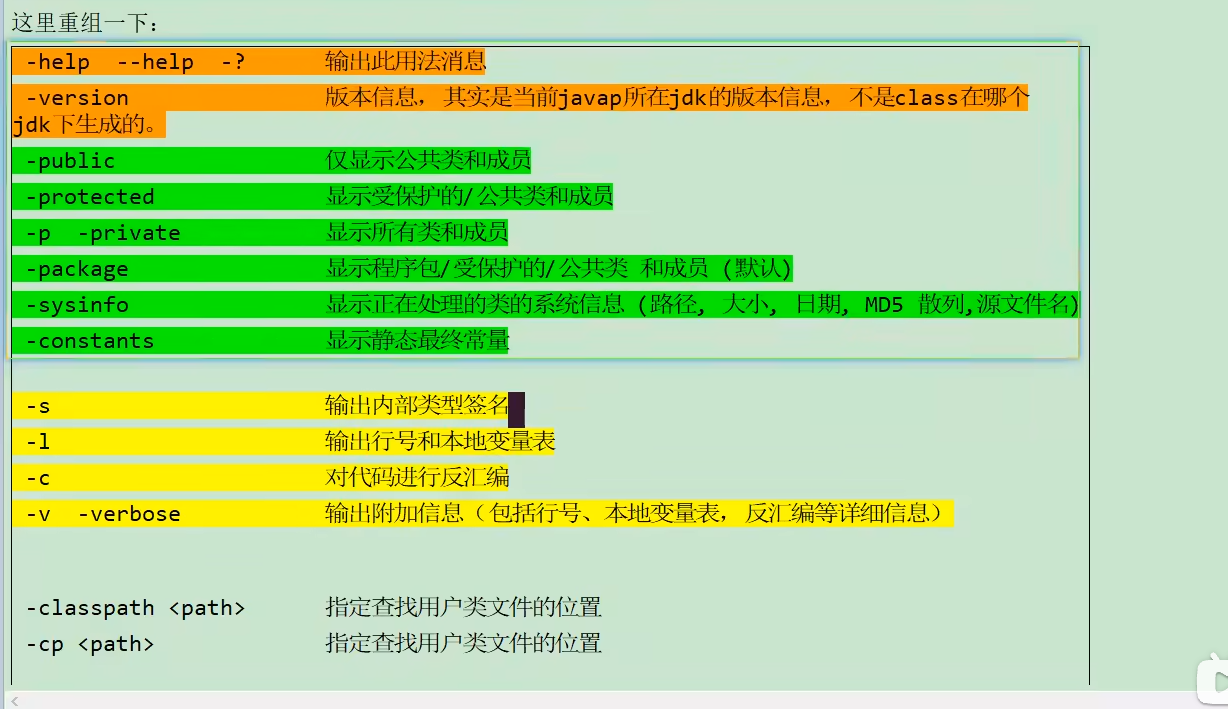 这里重组一下：
-help --help -? 输出此用法消息
-version 版本信息，其实是当前javap所在jdk的版本信息，不是class在哪个
jdk下生成的。
-public 仅显示公共类和成员
-protected 显示受保护的/公共类和成员
-p -private 显示所有类和成员
-package 显示程序包/受保护的/公共类 和成员 (默认)
-sysinfo 显示正在处理的类的系统信息 (路径, 大小, 日期, MD5 散列,源文件名)
-constants 显示静态最终常量
-s 输出内部类型签名
-l 输出行号和本地变量表
-c 对代码进行反汇编
-v -verbose 输出附加信息（包括行号、本地变量表，反汇编等详细信息）
-classpath <path> 指定查找用户类文件的位置
-cp <path> 指定查找用户类文件的位置